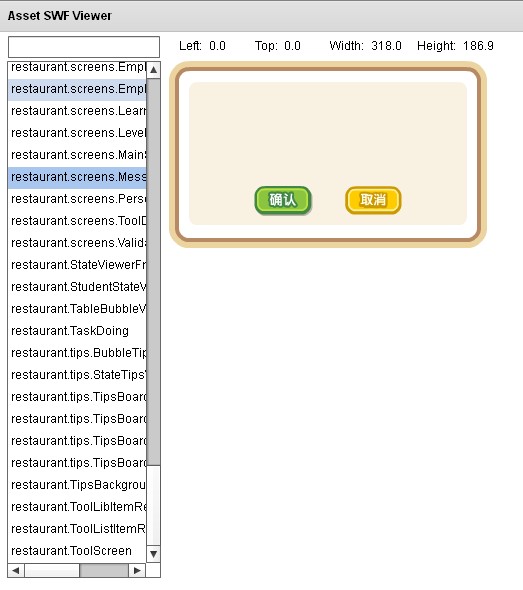 Asset SWF Viewer
Left: 0.0 Top: 0.0 Width: 318.0 Height: 186.9
restaurant.screens.Empl
restaurant.screens.Empl
restaurant.screens.Learn
restaurant.screens.Level
restaurant.screens.MainS
restaurant.screens.Mess
restaurant.screens.Perso
restaurant.screens.ToolD
restaurant.screens.Valida
restaurant.StateViewerFr
restaurant.StudentStateV
restaurant.TableBubbleV
restaurant.TaskDoing
restaurant.tips.BubbleTip
restaurant.tips.StateTips
restaurant.tips.TipsBoard
restaurant.tips.TipsBoard
restaurant.tips.TipsBoard
restaurant.tips.TipsBoard
restaurant.TipsBackgrou
restaurant.ToolLibItemRe
restaurant.ToolListItemR
restaurant.ToolScreen
确认 取消